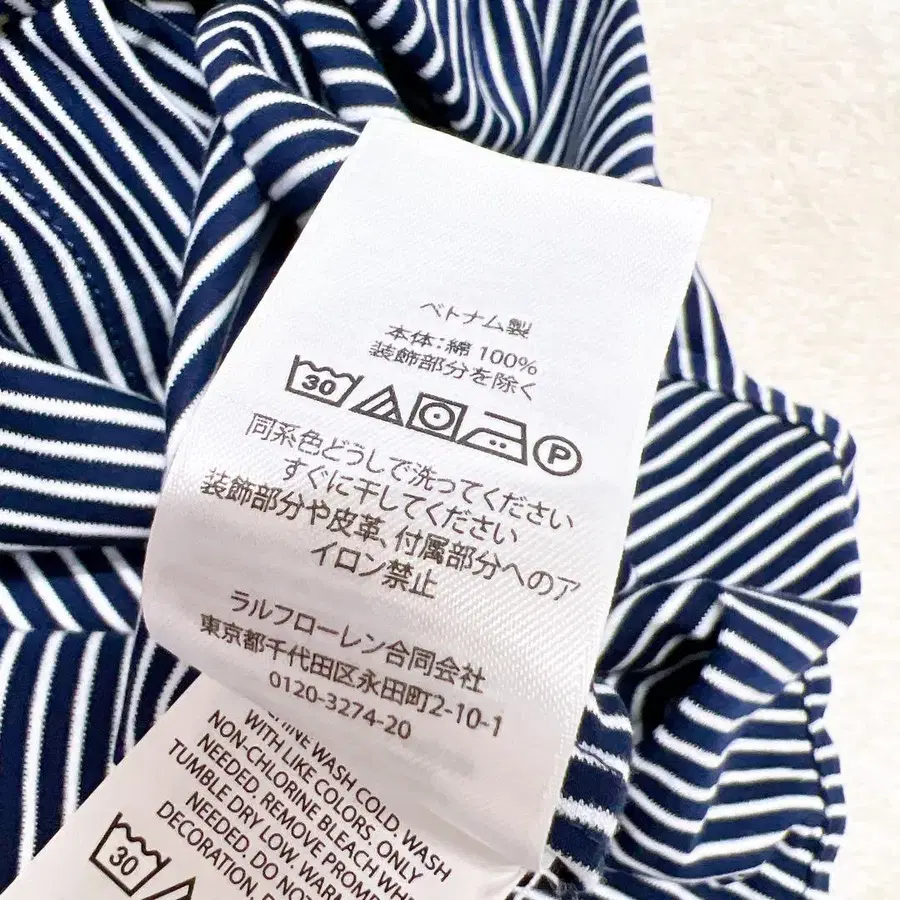 ベトナム製
本体：綿 100%
装飾部分を除く
30 P
同系色どうしで洗ってください
すぐに干してください
装飾部分や皮革、付属部分へのア
イロン禁止
ラルフローレン合同会社
東京都千代田区永田町2-10-1
0120-3274-20
WASH COLD, WASH
WITH LIKE COLORS. ONLY
NON-CHLORINE BLEACH
NEEDED. REMOVE
TUMBLE DRY LOW. WARM
NEEDED. DO NOT
DECORATION.
30